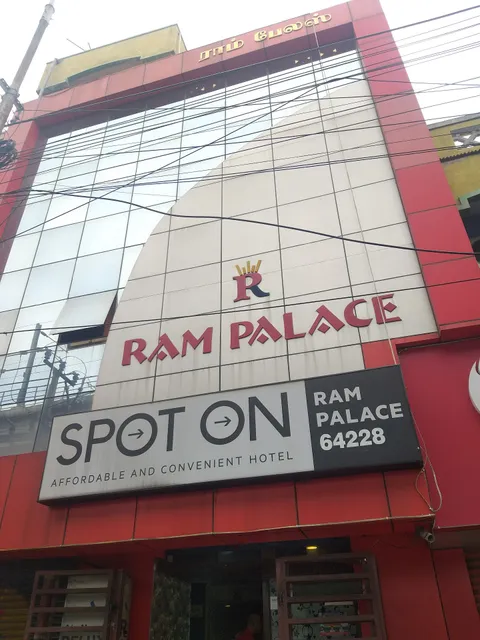 ராம் பேலஸ்
R
RAM PALACE
SPOT ON
AFFORDABLE AND CONVENIENT HOTEL
RAM
PALACE
64228